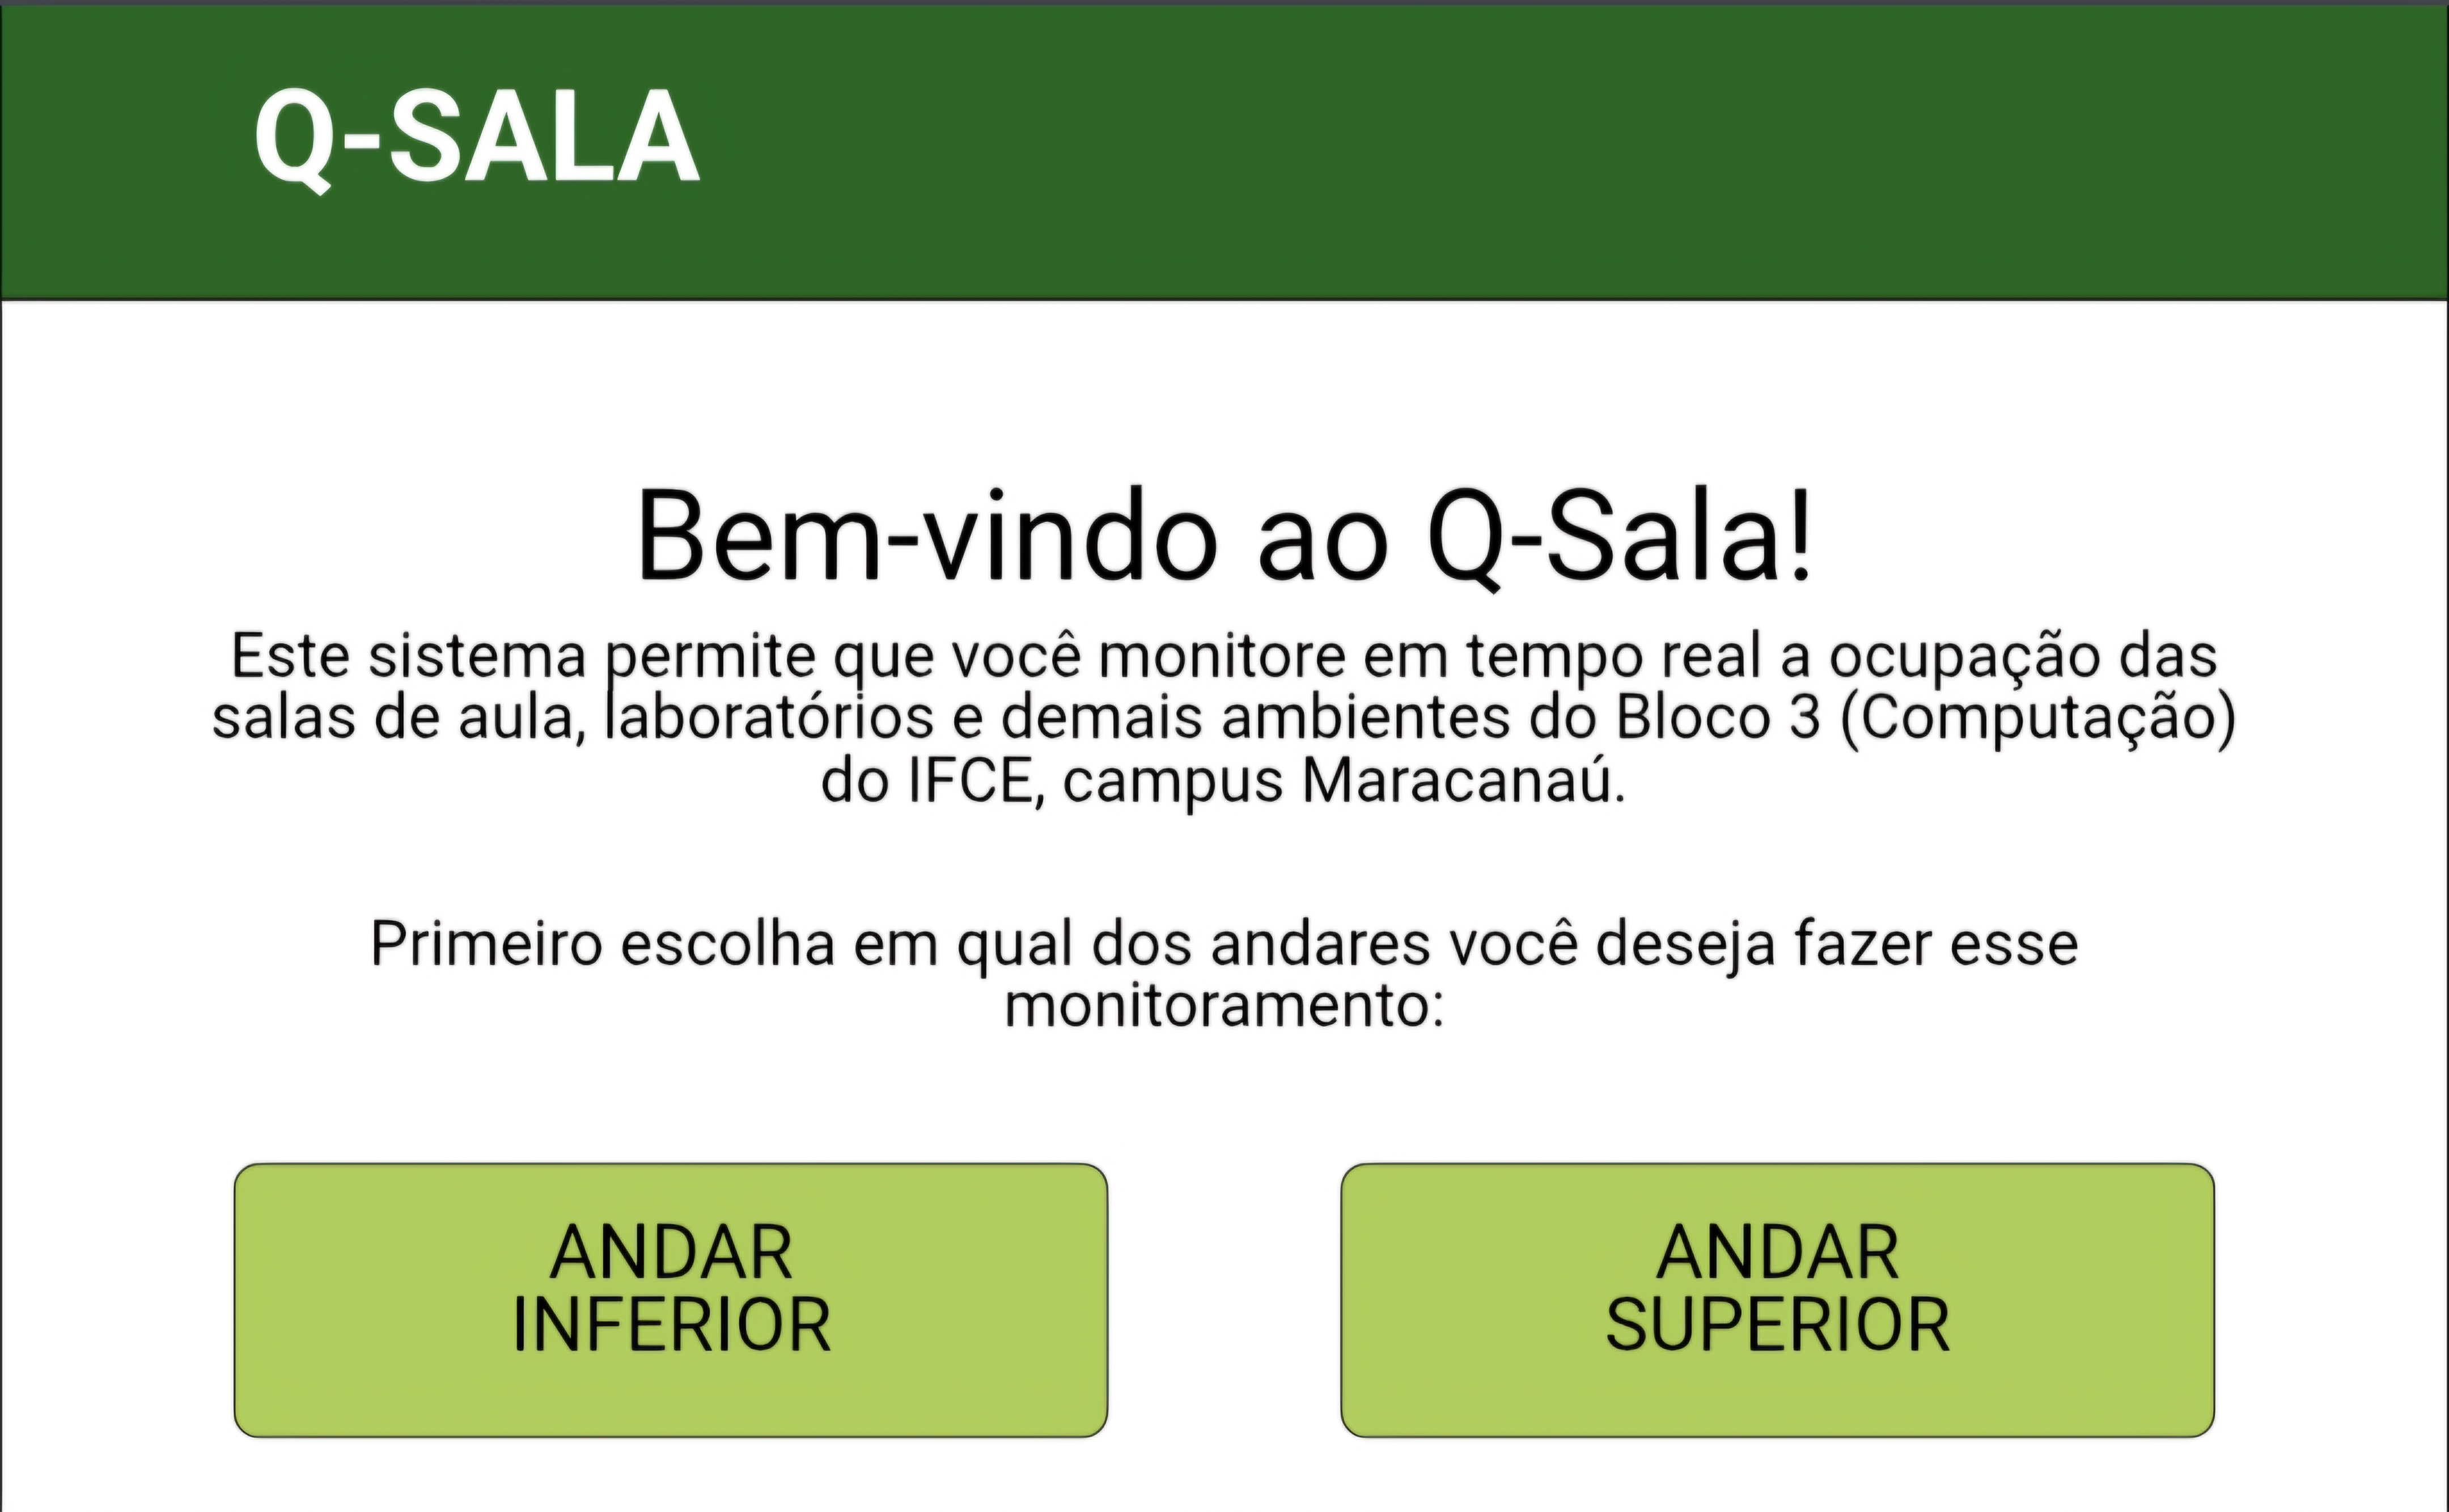 Q-SALA
Bem-vindo ao Q-Sala!
Este sistema permite que você monitore em tempo real a ocupação das
salas de aula, laboratórios e demais ambientes do Bloco 3 (Computação)
do IFCE, campus Maracanaú.
Primeiro escolha em qual dos andares você deseja fazer esse
monitoramento:
ANDAR
INFERIOR
ANDAR
SUPERIOR